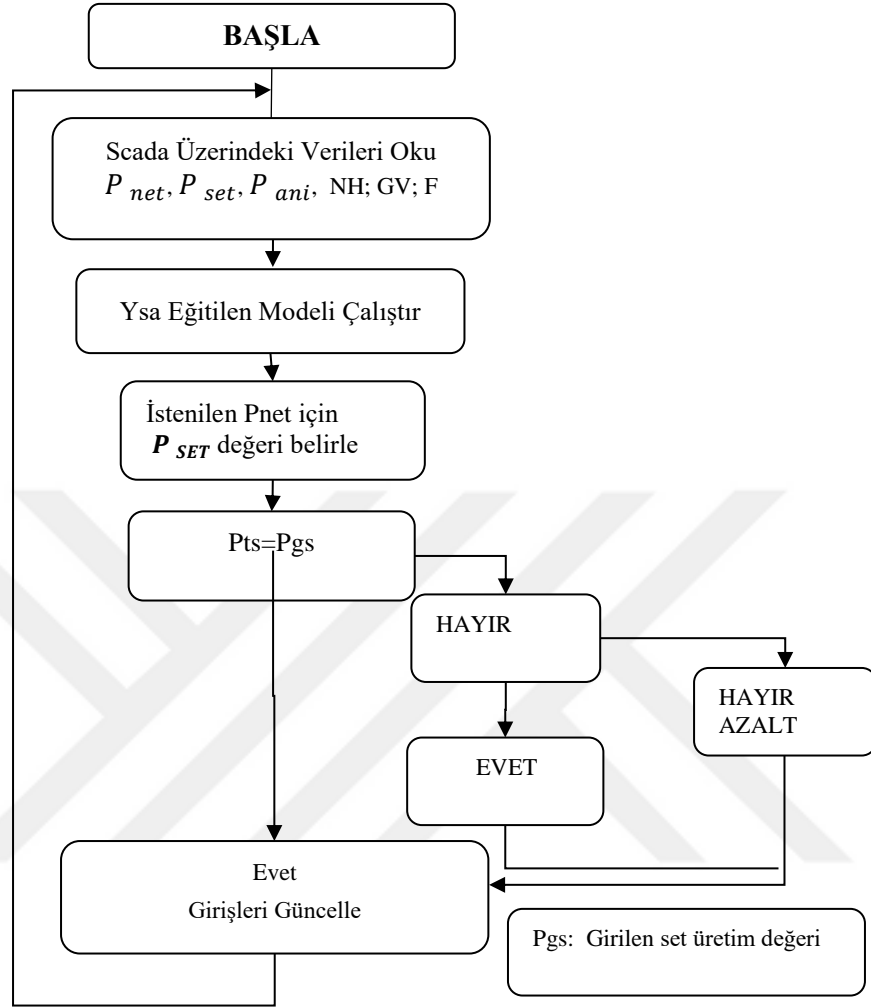 BAŞLA
Scada Üzerindeki Verileri Oku
P net, P set, P ani, NH; GV; F
Ysa Eğitilen Modeli Çalıştır
İstenilen Pnet için
P SET değeri belirle
Pts=Pgs
HAYIR
HAYIR
AZALT
EVET
Evet
Girişleri Güncelle
Pgs: Girilen set üretim değeri